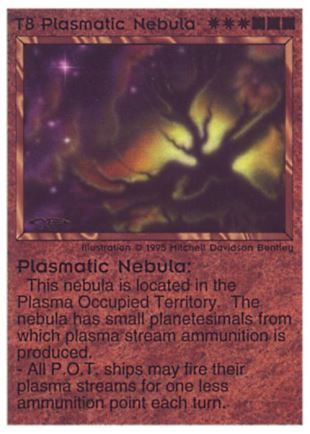 T8 Plasmatic Nebula
Illustration © 1995 Mitchell Davidson Bentley
Plasmatic Nebula:
This nebula is located in the
Plasma Occupied Territory. The
nebula has small planetesimals from
which plasma stream ammunition is
produced.
- All P.O.T. ships may fire their
plasma streams for one less
ammunition point each turn.